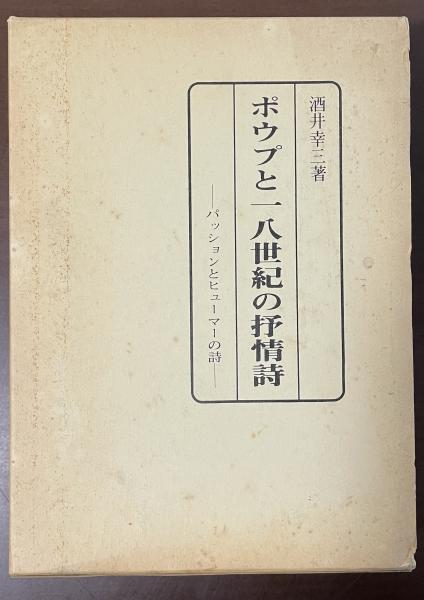 酒井幸三著
ポウプと一八世紀の抒情詩
―パッションとヒューマーの詩―